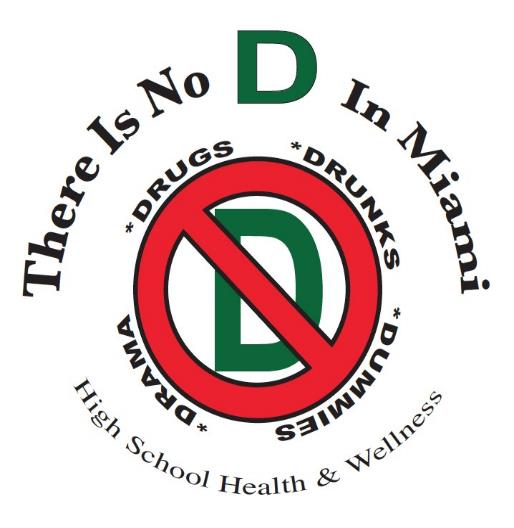 There Is No D In Miami
*DRUGS
*DRUNKS
*DUMMIES
*DRAMA
D
High School Health & Wellness